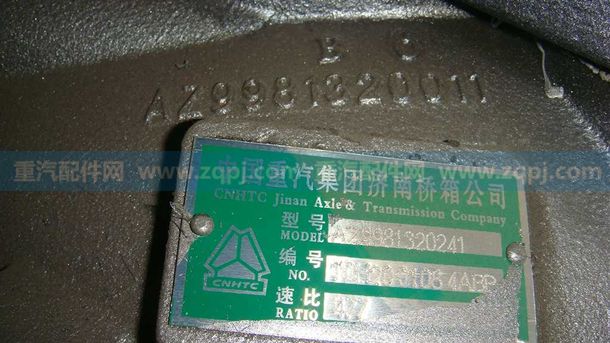 B C
AZ9981320011
重汽配件网 www.zqpj.com 重汽配件网 www.zqpj.com
中国重汽集团济南桥箱公司
CNHTC Jinan Axle & Transmission Company
型号
MODEL 9981320241
编号
NO.
CNHTC
速比
RATIO